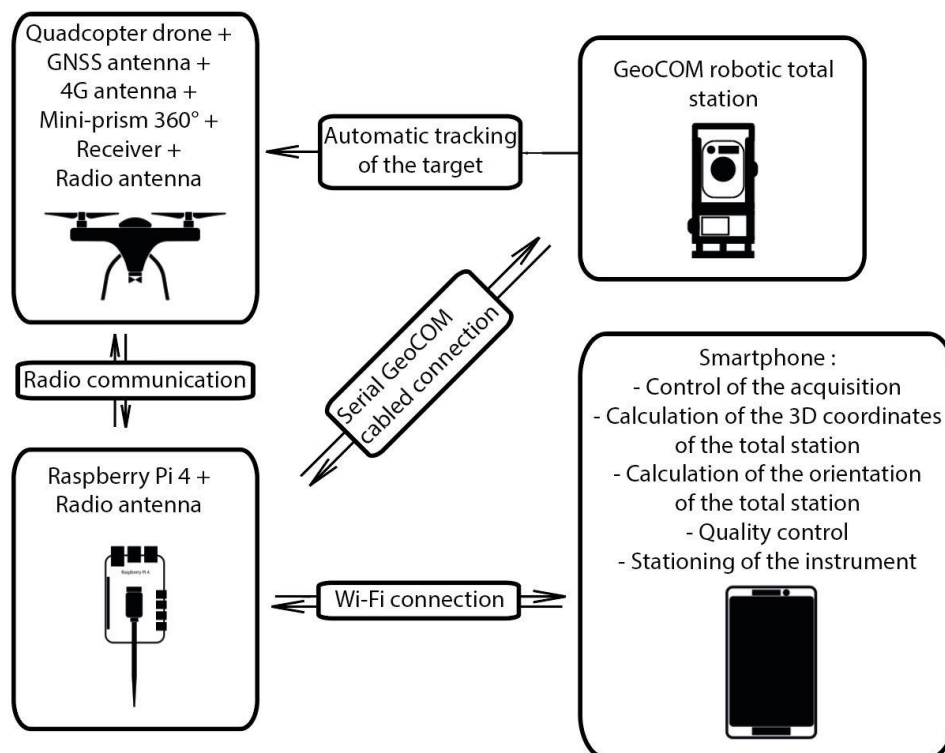 Quadcopter drone +
GNSS antenna +
4G antenna +
Mini-prism 360° +
Receiver +
Radio antenna
Automatic tracking
of the target
GeoCOM robotic total
station
Serial GeoCOM
cabled connection
Radio communication
Raspberry Pi 4 +
Radio antenna
Raspberry Pi 4
Wi-Fi connection
Smartphone :
- Control of the acquisition
- Calculation of the 3D coordinates
of the total station
- Calculation of the orientation
of the total station
- Quality control
- Stationing of the instrument